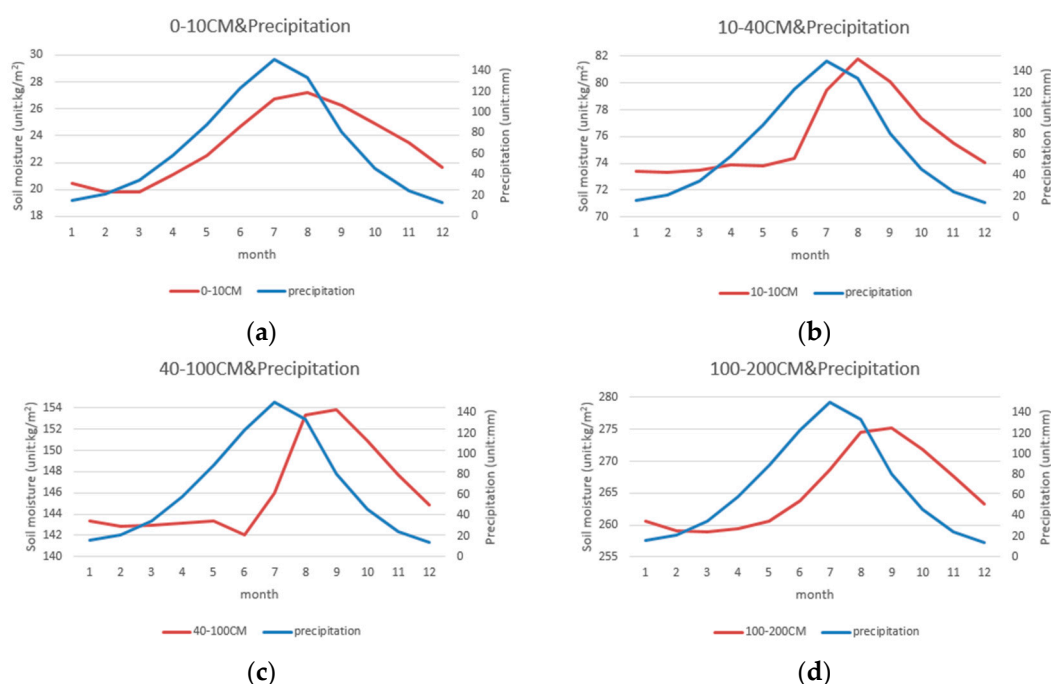 0-10CM&Precipitation
Soil moisture (unit:kg/m²)
30
28
26
24
22
20
18
140
120
100
80
60
40
20
0
Precipitation (unit:mm)
1 2 3 4 5 6 7 8 9 10 11 12
month
0-10CM precipitation
(a)
10-40CM&Precipitation
Soil moisture (unit:kg/m²)
82
80
78
76
74
72
70
140
120
100
80
60
40
20
0
Precipitation (unit:mm)
1 2 3 4 5 6 7 8 9 10 11 12
month
10-10CM precipitation
(b)
40-100CM&Precipitation
Soil moisture (unit:kg/m²)
154
152
150
148
146
144
142
140
140
120
100
80
60
40
20
0
Precipitation (unit:mm)
1 2 3 4 5 6 7 8 9 10 11 12
month
40-100CM precipitation
(c)
100-200CM&Precipitation
Soil moisture (unit:kg/m²)
280
275
270
265
260
255
140
120
100
80
60
40
20
0
Precipitation (unit:mm)
1 2 3 4 5 6 7 8 9 10 11 12
month
100-200CM precipitation
(d)